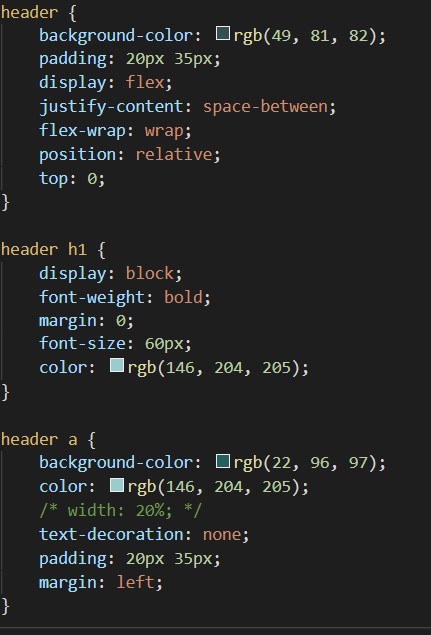 header {
    background-color: rgb(49, 81, 82);
    padding: 20px 35px;
    display: flex;
    justify-content: space-between;
    flex-wrap: wrap;
    position: relative;
    top: 0;
}

header h1 {
    display: block;
    font-weight: bold;
    margin: 0;
    font-size: 60px;
    color: rgb(146, 204, 205);
}

header a {
    background-color: rgb(22, 96, 97);
    color: rgb(146, 204, 205);
    /* width: 20%; */
    text-decoration: none;
    padding: 20px 35px;
    margin: left;
}